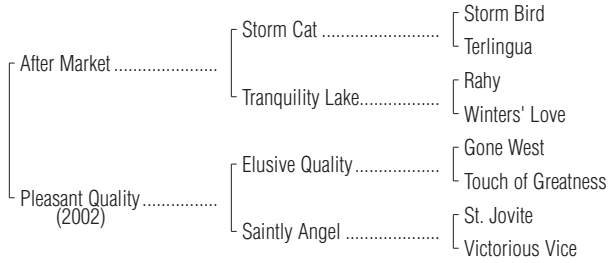 Storm Bird
Storm Cat .......................
Terlingua
After Market ....................
Rahy
Tranquility Lake................
Winters' Love
Gone West
Elusive Quality ................
Touch of Greatness
Pleasant Quality ..............
(2002)
St. Jovite
Saintly Angel ..................
Victorious Vice